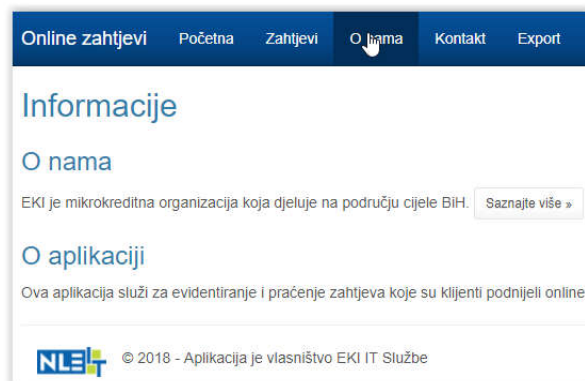 Online zahtjevi Početna Zahtjevi O nama Kontakt Export
Informacije
O nama
EKI je mikrokreditna organizacija koja djeluje na području cijele BiH. Saznajte više »
O aplikaciji
Ova aplikacija služi za evidentiranje i praćenje zahtjeva koje su klijenti podnijeli online
NLEIT © 2018 - Aplikacija je vlasništvo EKI IT Službe